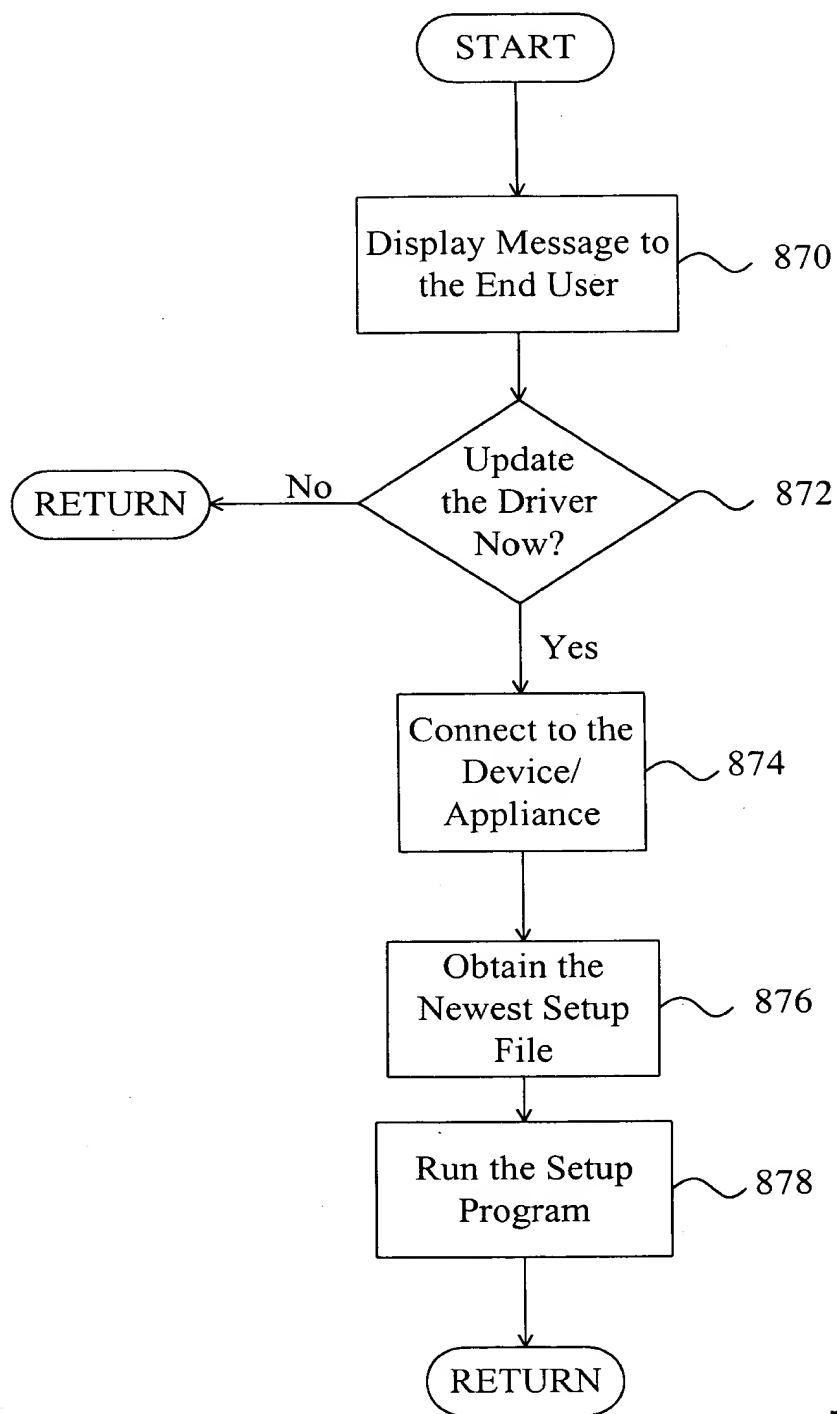 START
Display Message to
the End User
870
Update
the Driver
Now?
872
No
RETURN
Yes
Connect to the
Device/
Appliance
874
Obtain the
Newest Setup
File
876
Run the Setup
Program
878
RETURN